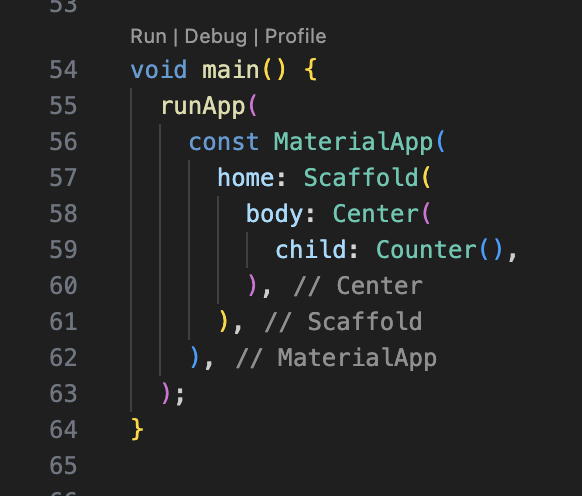 53
Run | Debug | Profile
54 void main() {
55 runApp(
56 const MaterialApp(
57 home: Scaffold(
58 body: Center(
59 child: Counter(),
60 ), // Center
61 ), // Scaffold
62 ), // MaterialApp
63 );
64 }
65